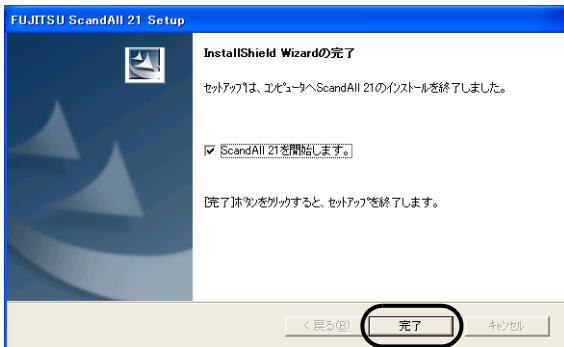 FUJITSU ScandAll 21 Setup
InstallShield Wizardの完了
ｾｯﾄｱｯﾌﾟは、ｺﾝﾋﾟｭｰﾀへScandAll 21のｲﾝｽﾄｰﾙを終了しました。
ScandAll 21を開始します。
[完了]ﾎﾞﾀﾝをｸﾘｯｸすると、ｾｯﾄｱｯﾌﾟを終了します。
< 戻る(B)
完了
ｷｬﾝｾﾙ